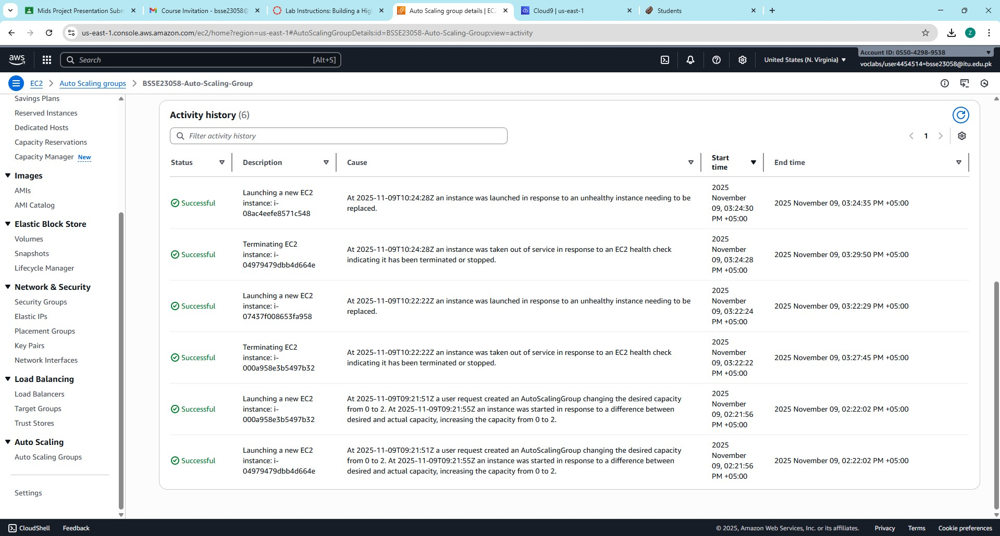 Mids Project Presentation Subm
Course Invitation - bsse23058@
Lab Instructions: Building a Hig
Auto Scaling group details | EC2
Cloud9 | us-east-1
Students
us-east-1.console.aws.amazon.com/ec2/home?region=us-east-1#AutoScalingGroupDetails:id=BSSE23058-Auto-Scaling-Group;view=activity
Z
aws
Search
[Alt+S]
United States (N. Virginia)
Account ID: 0550-4298-9538
voclabs/user4454514=bsse23058@itu.edu.pk
EC2
Auto Scaling groups
BSSE23058-Auto-Scaling-Group
Savings Plans
Reserved Instances
Dedicated Hosts
Capacity Reservations
Capacity Manager New
Images
AMIs
AMI Catalog
Elastic Block Store
Volumes
Snapshots
Lifecycle Manager
Network & Security
Security Groups
Elastic IPs
Placement Groups
Key Pairs
Network Interfaces
Load Balancing
Load Balancers
Target Groups
Trust Stores
Auto Scaling
Auto Scaling Groups
Settings
Activity history (6)
Filter activity history
1
Status
Description
Cause
Start
time
End time
Successful
Launching a new EC2
instance: i-
08ac4eefe8571c548
At 2025-11-09T10:24:28Z an instance was launched in response to an unhealthy instance needing to be
replaced.
2025
November
09, 03:24:30
PM +05:00
2025 November 09, 03:24:35 PM +05:00
Successful
Terminating EC2
instance: i-
04979479dbb4d664e
At 2025-11-09T10:24:28Z an instance was taken out of service in response to an EC2 health check
indicating it has been terminated or stopped.
2025
November
09, 03:24:28
PM +05:00
2025 November 09, 03:29:50 PM +05:00
Successful
Launching a new EC2
instance: i-
07437f008653fa958
At 2025-11-09T10:22:22Z an instance was launched in response to an unhealthy instance needing to be
replaced.
2025
November
09, 03:22:24
PM +05:00
2025 November 09, 03:22:29 PM +05:00
Successful
Terminating EC2
instance: i-
000a958e3b5497b32
At 2025-11-09T10:22:22Z an instance was taken out of service in response to an EC2 health check
indicating it has been terminated or stopped.
2025
November
09, 03:22:22
PM +05:00
2025 November 09, 03:27:45 PM +05:00
Successful
Launching a new EC2
instance: i-
000a958e3b5497b32
At 2025-11-09T09:21:51Z a user request created an AutoScalingGroup changing the desired capacity
from 0 to 2. At 2025-11-09T09:21:55Z an instance was started in response to a difference between
desired and actual capacity, increasing the capacity from 0 to 2.
2025
November
09, 02:21:56
PM +05:00
2025 November 09, 02:22:02 PM +05:00
Successful
Launching a new EC2
instance: i-
04979479dbb4d664e
At 2025-11-09T09:21:51Z a user request created an AutoScalingGroup changing the desired capacity
from 0 to 2. At 2025-11-09T09:21:55Z an instance was started in response to a difference between
desired and actual capacity, increasing the capacity from 0 to 2.
2025
November
09, 02:21:56
PM +05:00
2025 November 09, 02:22:02 PM +05:00
CloudShell
Feedback
© 2025, Amazon Web Services, Inc. or its affiliates.
Privacy
Terms
Cookie preferences